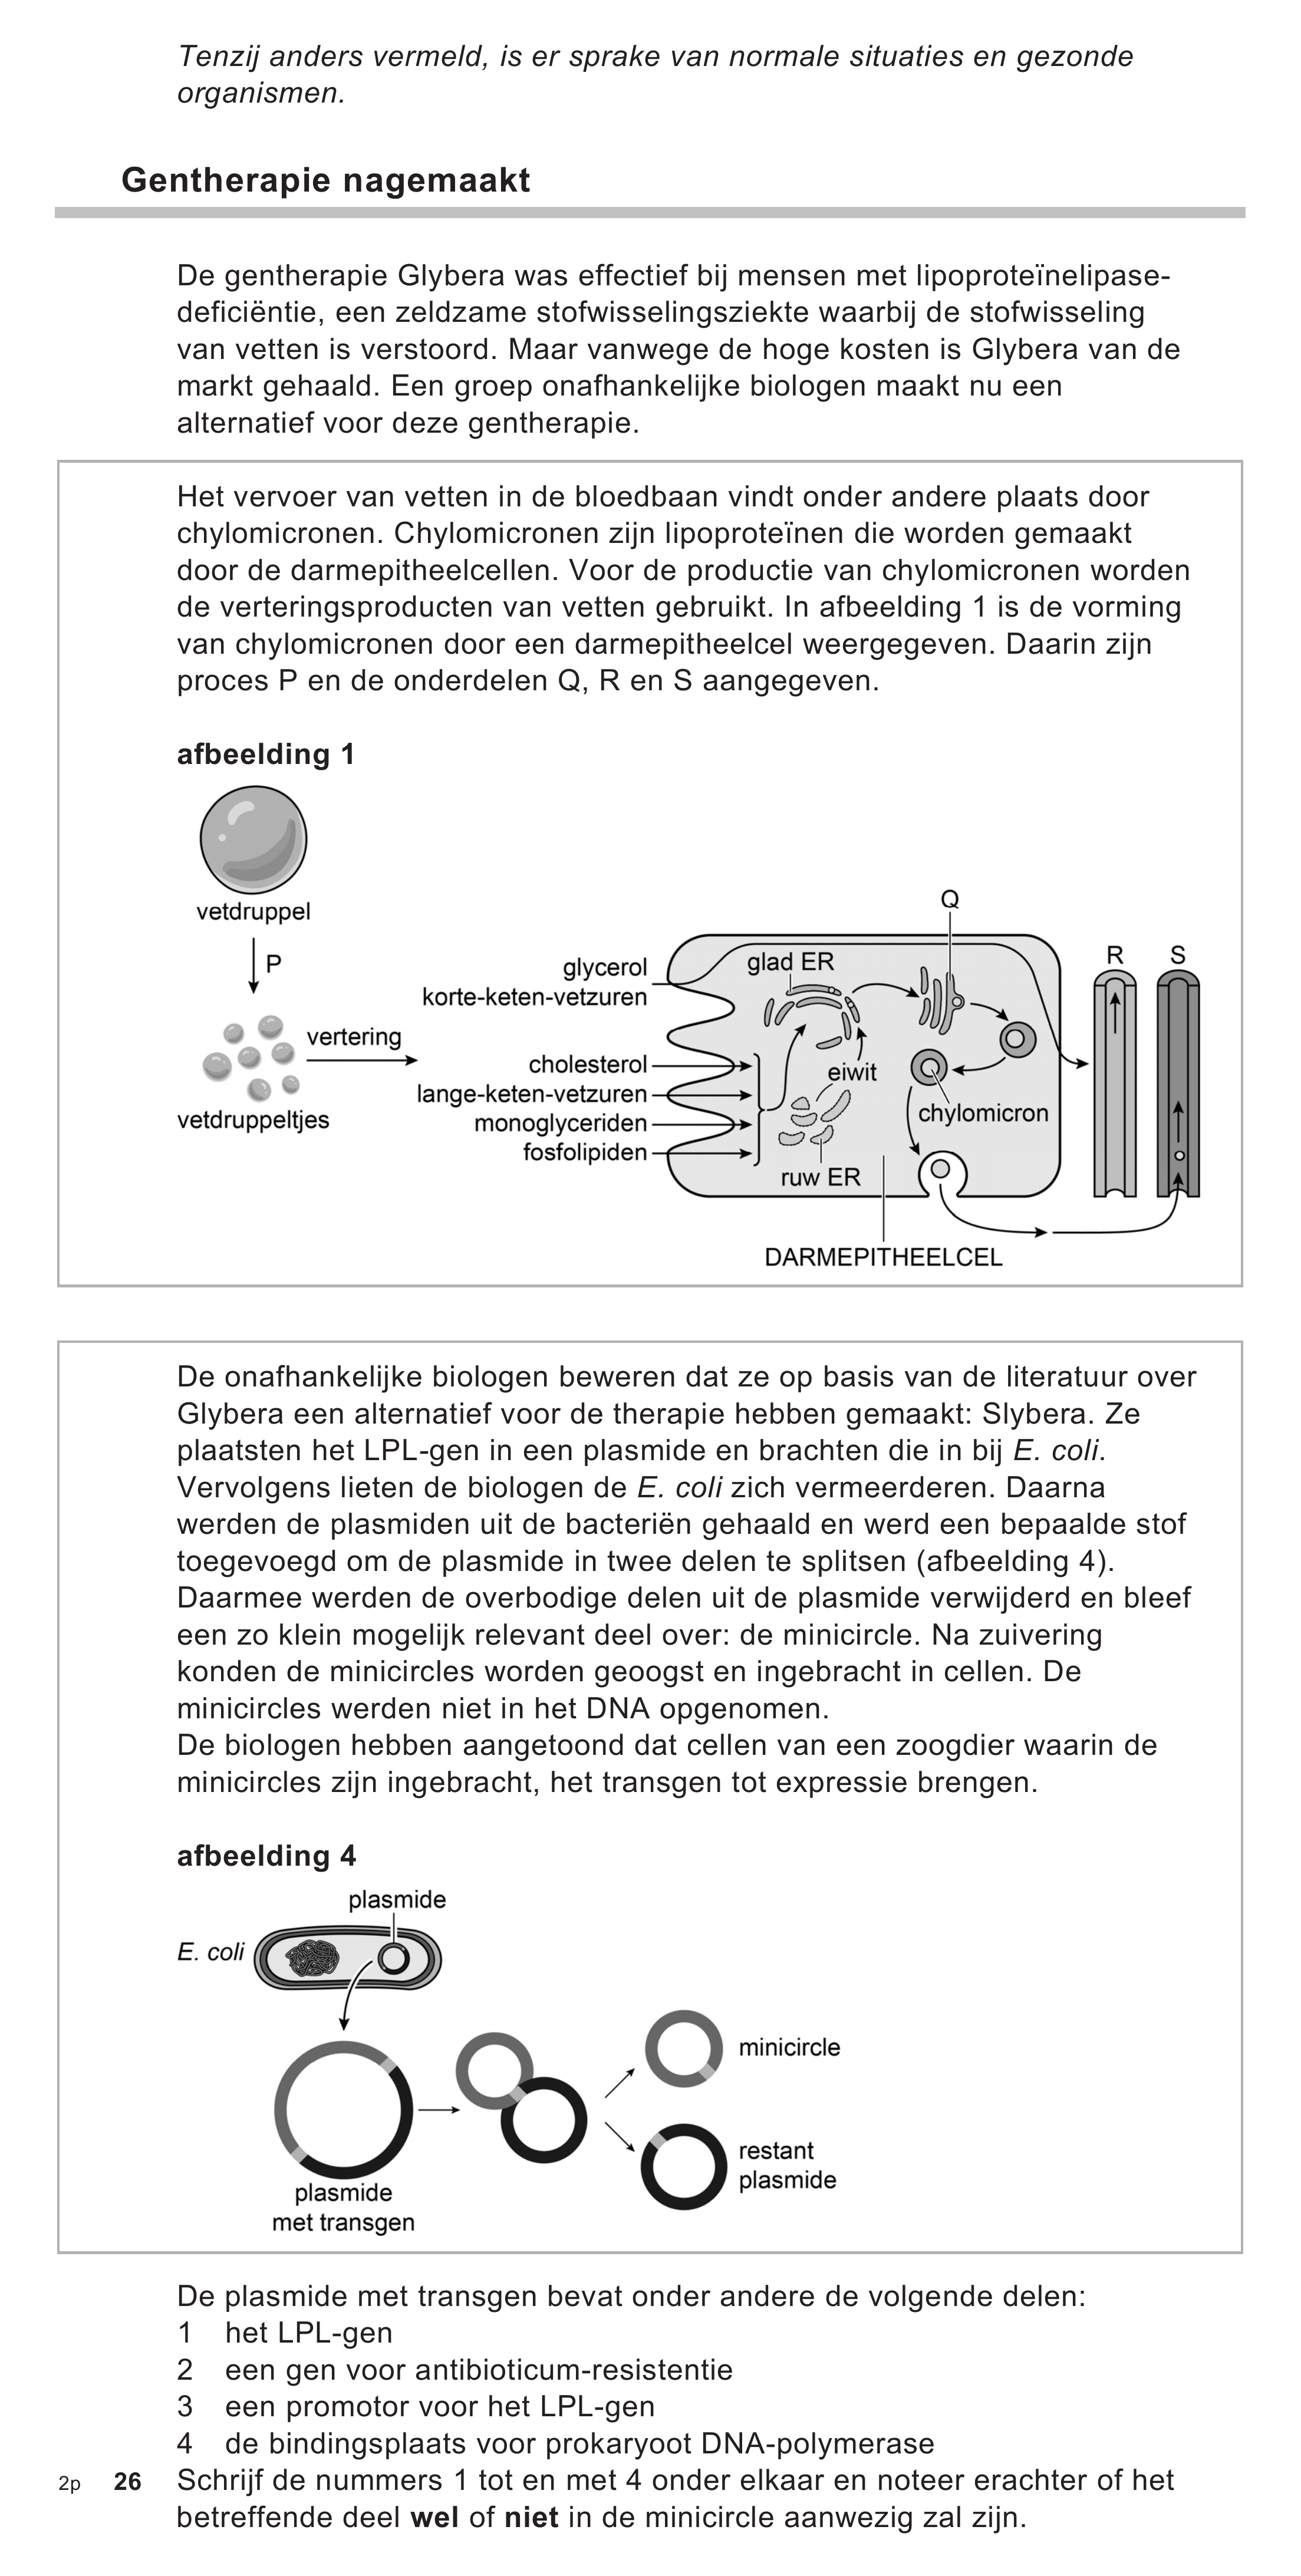 Tenzij anders vermeld, is er sprake van normale situaties en gezonde
organismen.
Gentherapie nagemaakt
De gentherapie Glybera was effectief bij mensen met lipoproteïnelipase-
deficiëntie, een zeldzame stofwisselingsziekte waarbij de stofwisseling
van vetten is verstoord. Maar vanwege de hoge kosten is Glybera van de
markt gehaald. Een groep onafhankelijke biologen maakt nu een
alternatief voor deze gentherapie.
Het vervoer van vetten in de bloedbaan vindt onder andere plaats door
chylomicronen. Chylomicronen zijn lipoproteïnen die worden gemaakt
door de darmepitheelcellen. Voor de productie van chylomicronen worden
de verteringsproducten van vetten gebruikt. In afbeelding 1 is de vorming
van chylomicronen door een darmepitheelcel weergegeven. Daarin zijn
proces P en de onderdelen Q, R en S aangegeven.
afbeelding 1
vetdruppel
P
vertering
vetdruppeltjes
glycerol
korte-keten-vetzuren
cholesterol
lange-keten-vetzuren
monoglyceriden
fosfolipiden
glad ER
Q
eiwit
chylomicron
ruw ER
R
S
DARMEPITHEELCEL
De onafhankelijke biologen beweren dat ze op basis van de literatuur over
Glybera een alternatief voor de therapie hebben gemaakt: Slybera. Ze
plaatsten het LPL-gen in een plasmide en brachten die in bij E. coli.
Vervolgens lieten de biologen de E. coli zich vermeerderen. Daarna
werden de plasmiden uit de bacteriën gehaald en werd een bepaalde stof
toegevoegd om de plasmide in twee delen te splitsen (afbeelding 4).
Daarmee werden de overbodige delen uit de plasmide verwijderd en bleef
een zo klein mogelijk relevant deel over: de minicircle. Na zuivering
konden de minicircles worden geoogst en ingebracht in cellen. De
minicircles werden niet in het DNA opgenomen.
De biologen hebben aangetoond dat cellen van een zoogdier waarin de
minicircles zijn ingebracht, het transgen tot expressie brengen.
afbeelding 4
plasmide
E. coli
minicircle
restant
plasmide
plasmide
met transgen
De plasmide met transgen bevat onder andere de volgende delen:
1 het LPL-gen
2 een gen voor antibioticum-resistentie
3 een promotor voor het LPL-gen
4 de bindingsplaats voor prokaryoot DNA-polymerase
2p 26 Schrijf de nummers 1 tot en met 4 onder elkaar en noteer erachter of het
betreffende deel wel of niet in de minicircle aanwezig zal zijn.